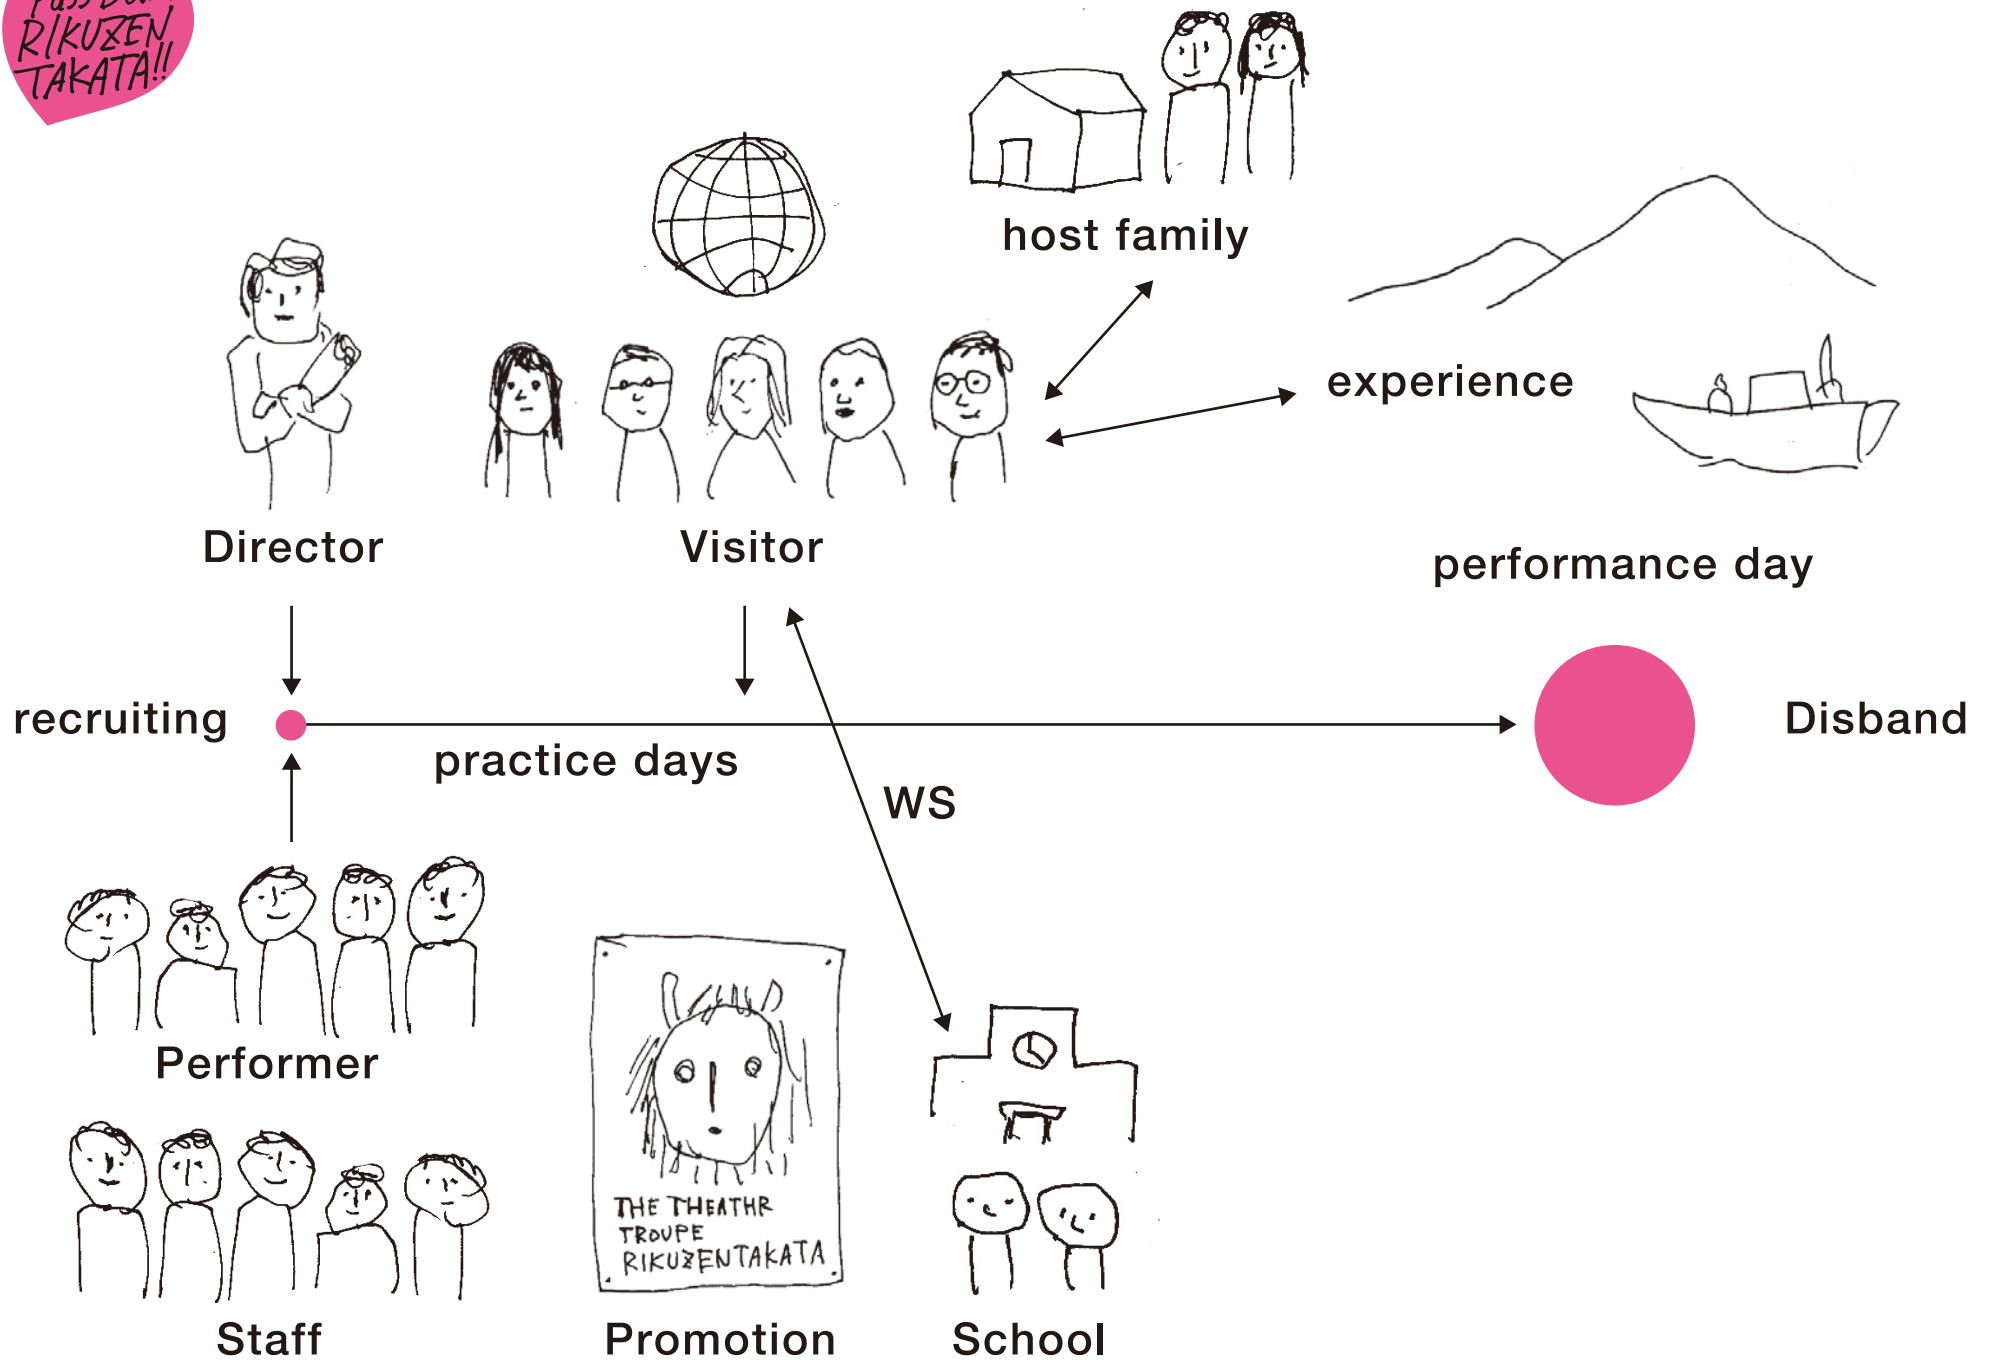 RIKUZEN
TAKATA!!
host family
experience
Director
Visitor
performance day
recruiting
practice days
Disband
WS
Performer
THE THEATHR
TROUPE
RIKUZENTAKATA
Staff
Promotion
School